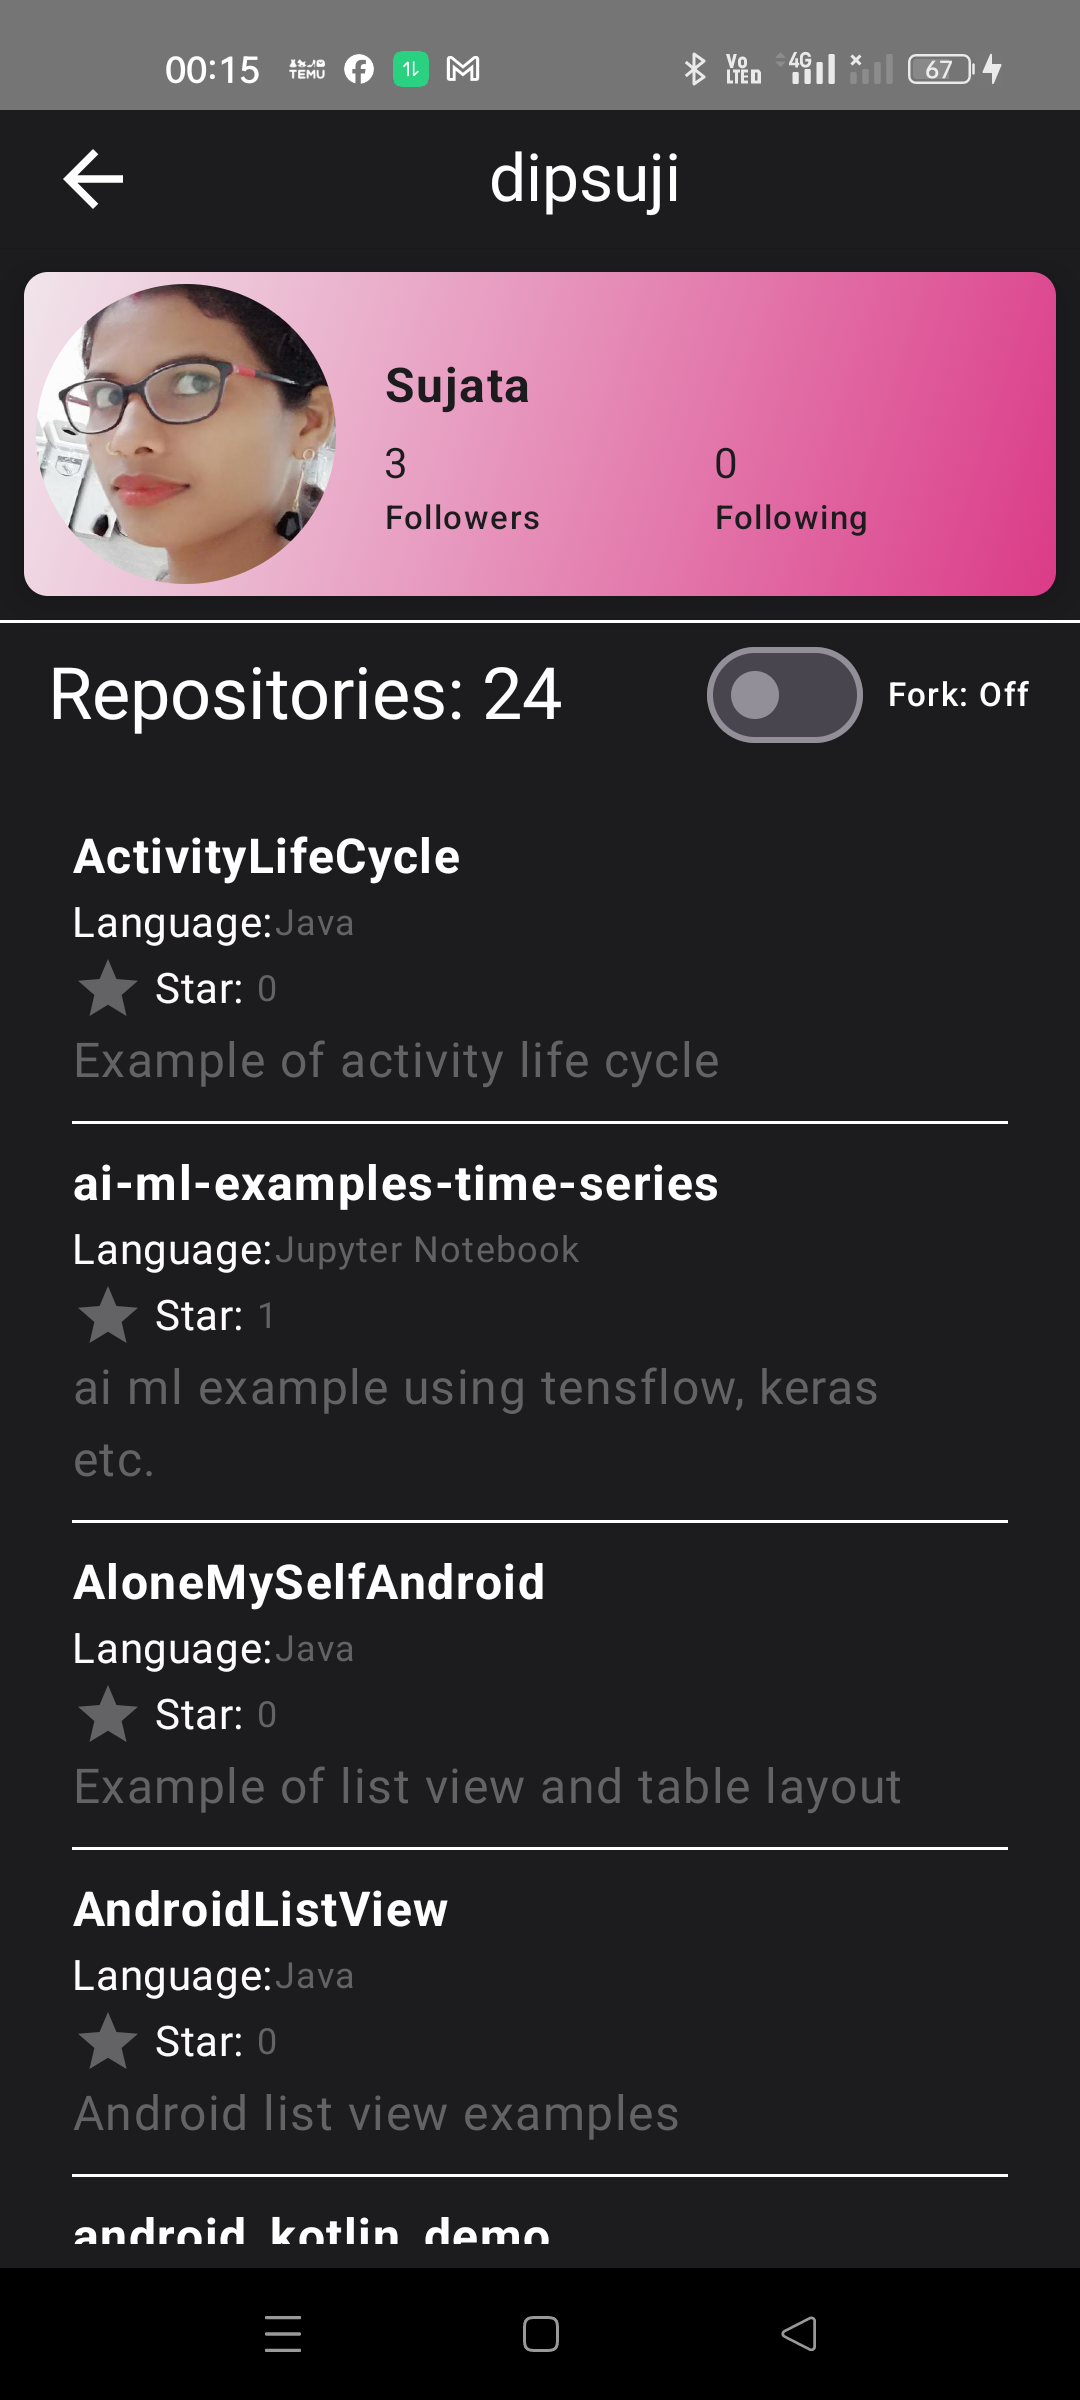 00:15 TEMU Vo LTE 4G 67
dipsuji
Sujata
3 0
Followers Following
Repositories: 24 Fork: Off
ActivityLifeCycle
Language:Java
Star: 0
Example of activity life cycle
ai-ml-examples-time-series
Language:Jupyter Notebook
Star: 1
ai ml example using tensflow, keras
etc.
AloneMySelfAndroid
Language:Java
Star: 0
Example of list view and table layout
AndroidListView
Language:Java
Star: 0
Android list view examples
android_kotlin_demo